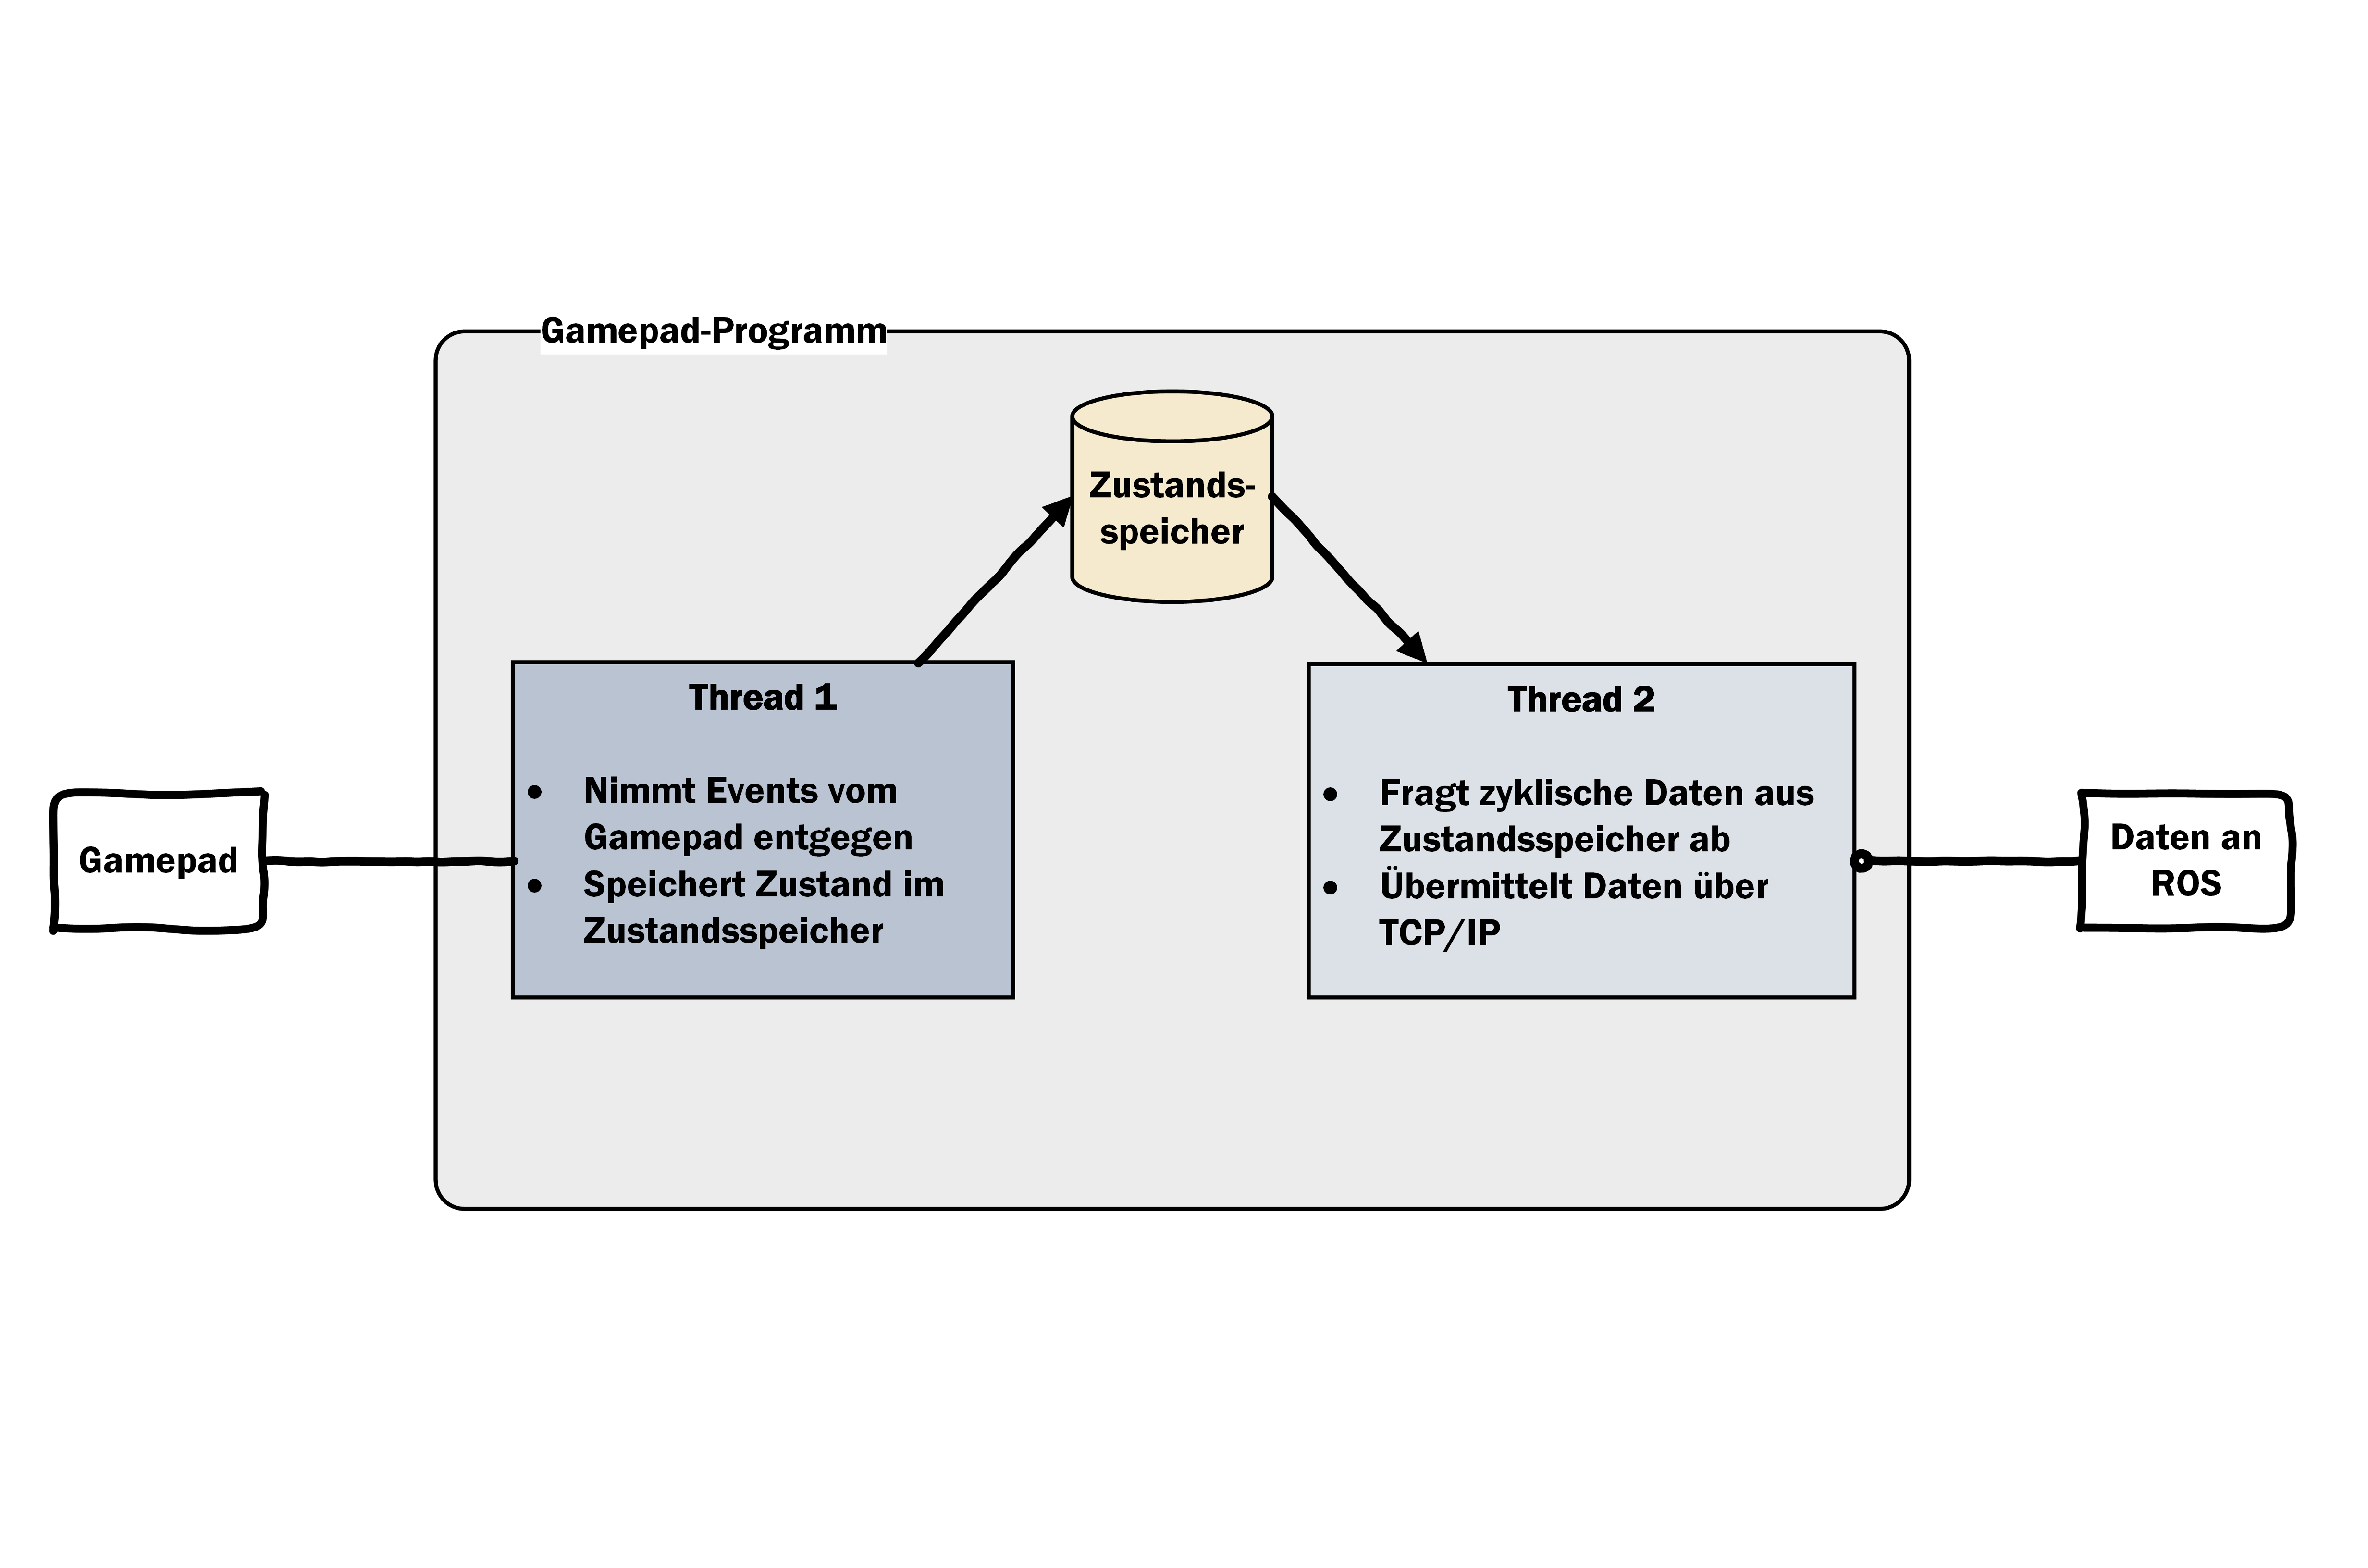 Gamepad-Programm
Zustands-
speicher
Thread 1
• Nimmt Events vom
Gamepad entgegen
• Speichert Zustand im
Zustandsspeicher
Thread 2
• Fragt zyklische Daten aus
Zustandsspeicher ab
• Übermittelt Daten über
TCP/IP
Gamepad
Daten an
ROS